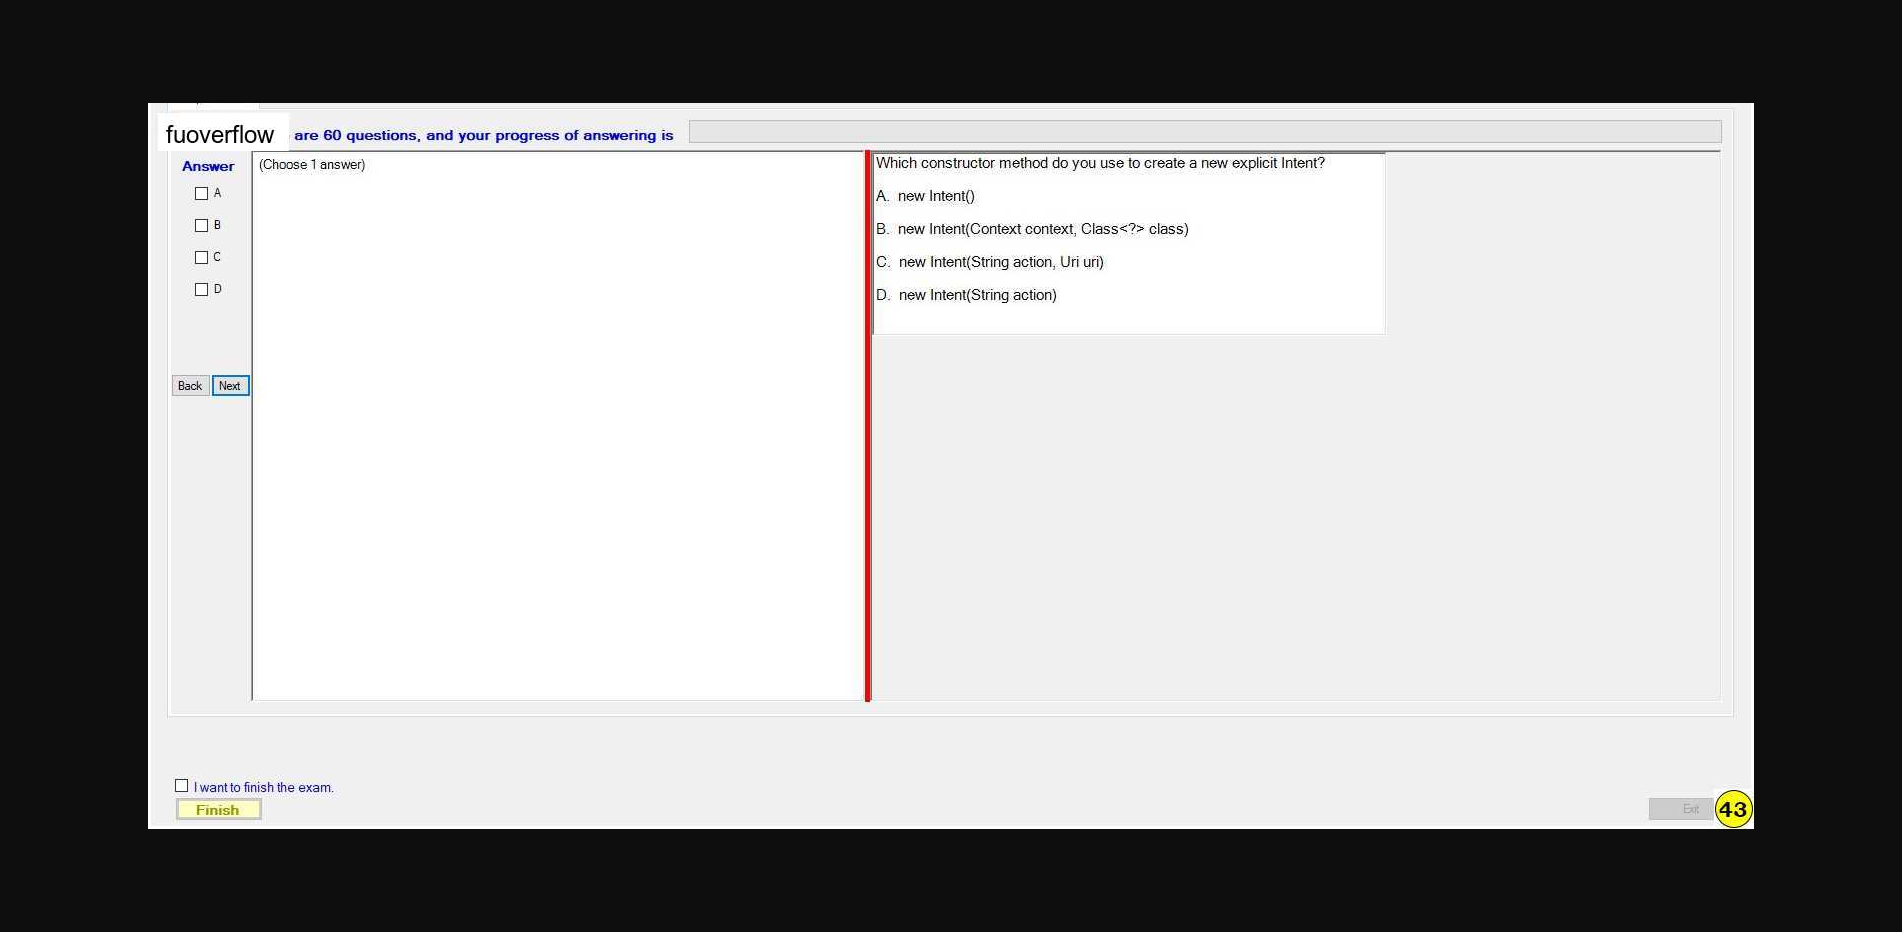 fuoverflow are 60 questions, and your progress of answering is
Answer
(Choose 1 answer)
A
B
C
D
Back Next
Which constructor method do you use to create a new explicit Intent?
A. new Intent()
B. new Intent(Context context, Class<?> class)
C. new Intent(String action, Uri uri)
D. new Intent(String action)
I want to finish the exam.
Finish
Exit
43